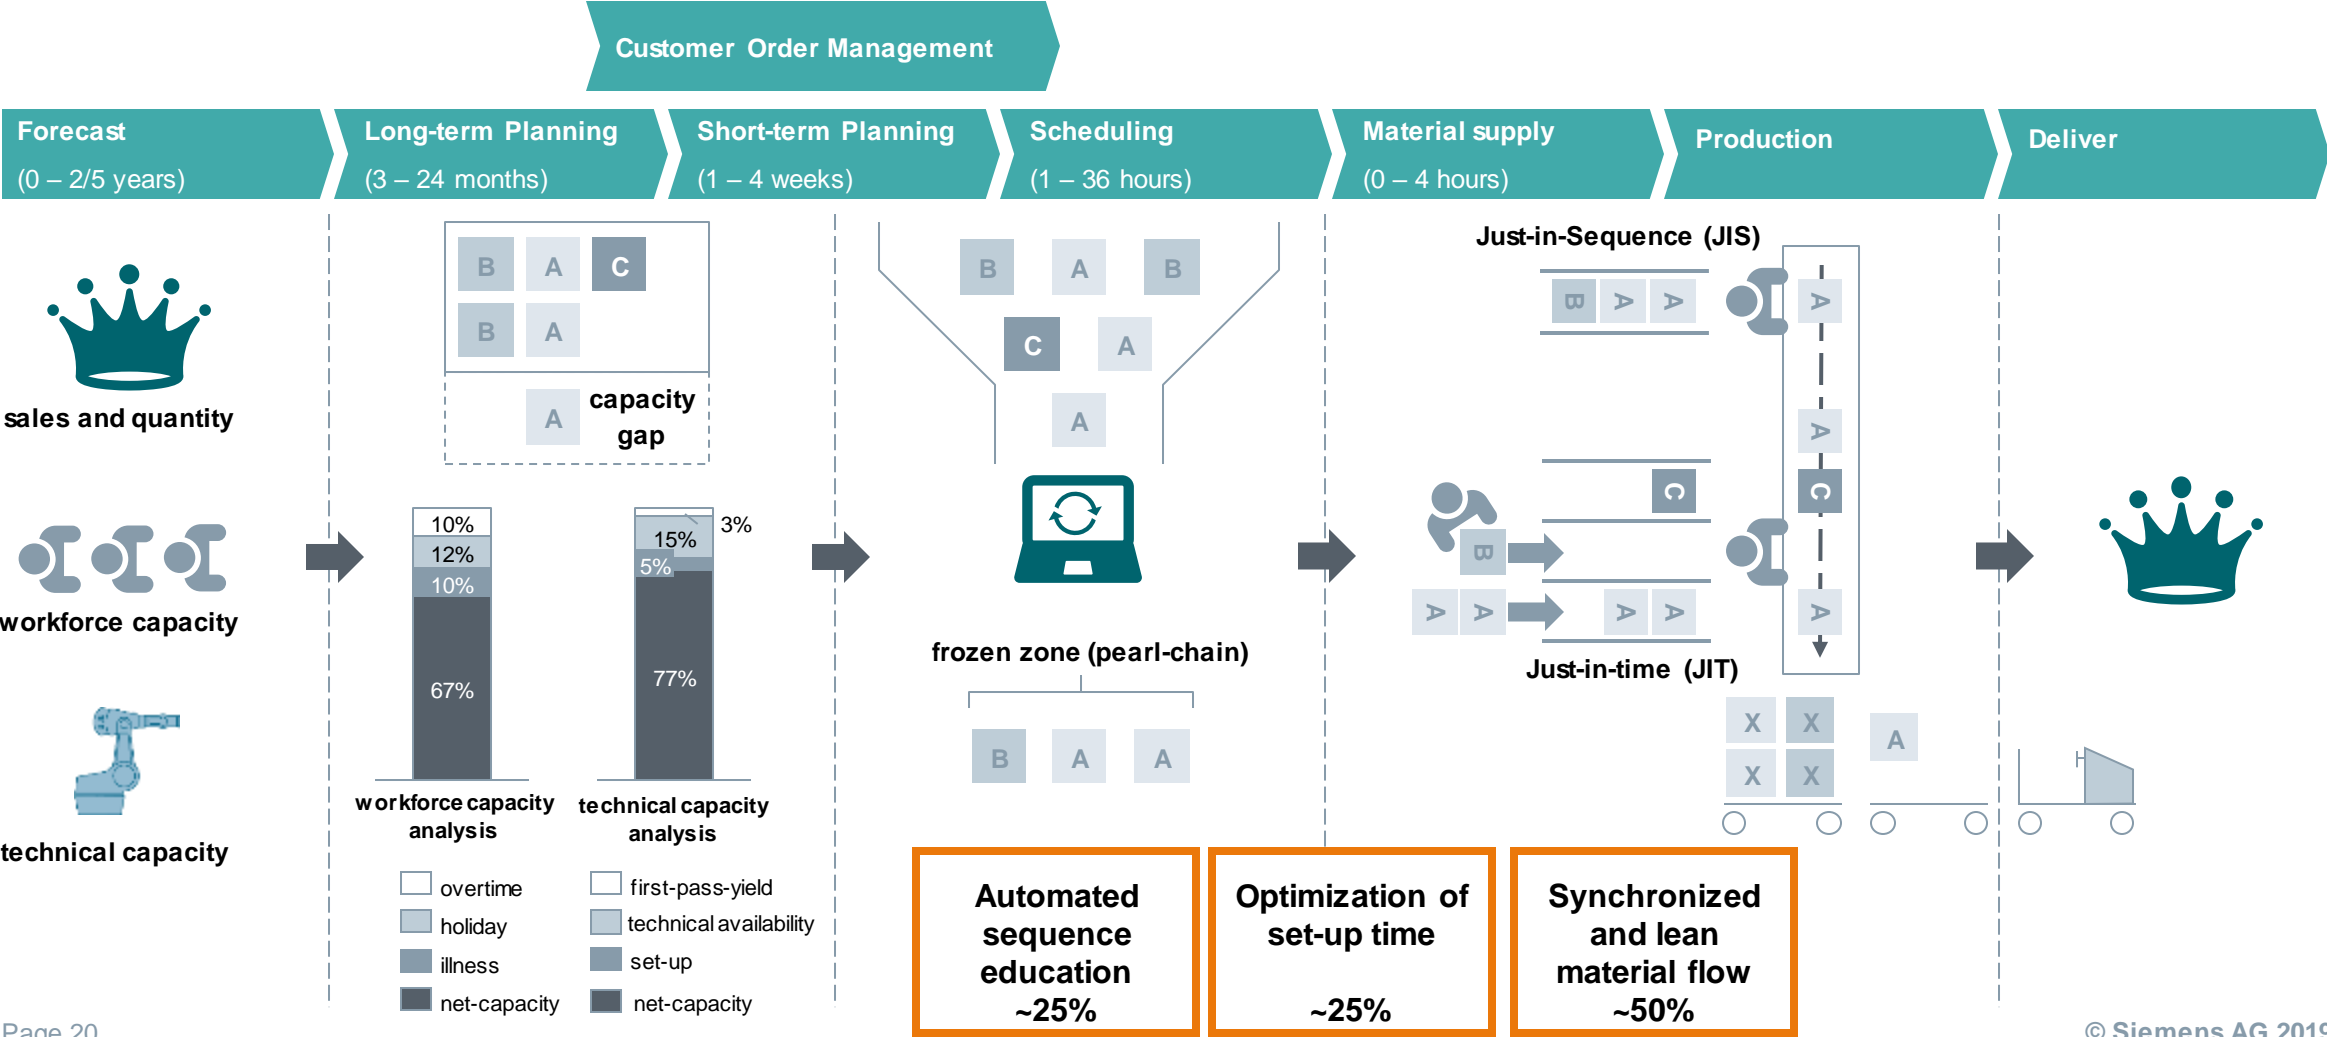 Customer Order Management
Forecast
(0 – 2/5 years)
Long-term Planning
(3 – 24 months)
Short-term Planning
(1 – 4 weeks)
Scheduling
(1 – 36 hours)
Material supply
(0 – 4 hours)
Production
Deliver
sales and quantity
workforce capacity
technical capacity
B A C
B A
A
capacity
gap
10%
12%
10%
67%
3%
15%
5%
77%
workforce capacity
analysis
technical capacity
analysis
overtime
holiday
illness
net-capacity
first-pass-yield
technical availability
set-up
net-capacity
B A B
C A
A
frozen zone (pearl-chain)
B A A
Just-in-Sequence (JIS)
B A A
A
A
C
C
B
A A
A A
A
Just-in-time (JIT)
X X
X X
A
Automated
sequence
education
~25%
Optimization of
set-up time
~25%
Synchronized
and lean
material flow
~50%
Page 20
© Siemens AG 2019